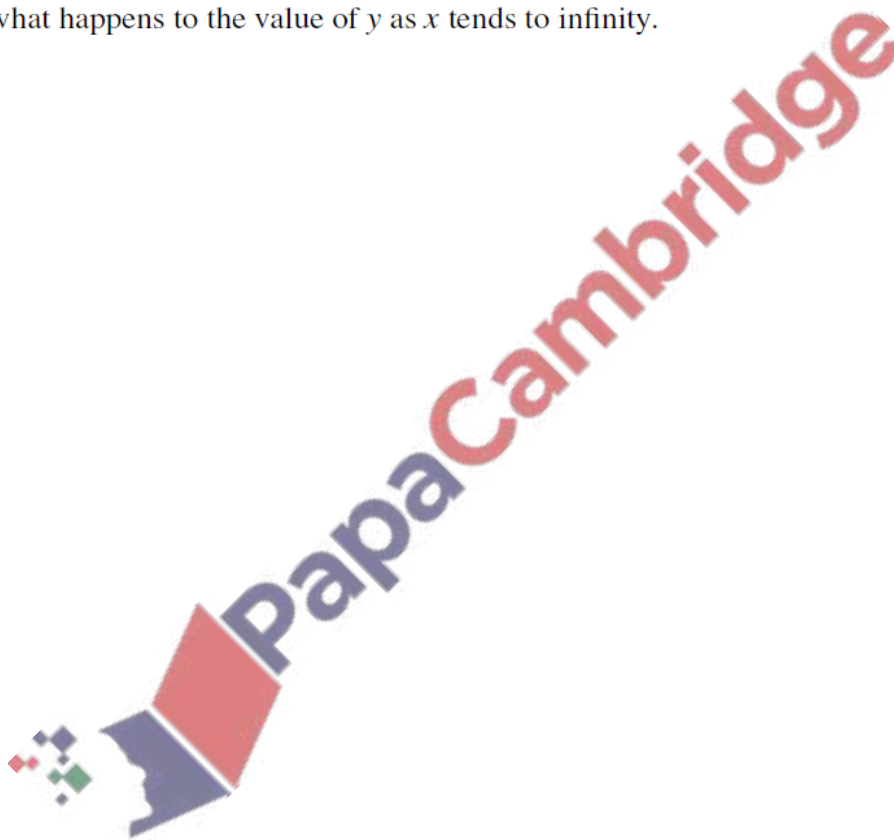 what happens to the value of y as x tends to infinity.
PapaCambridge